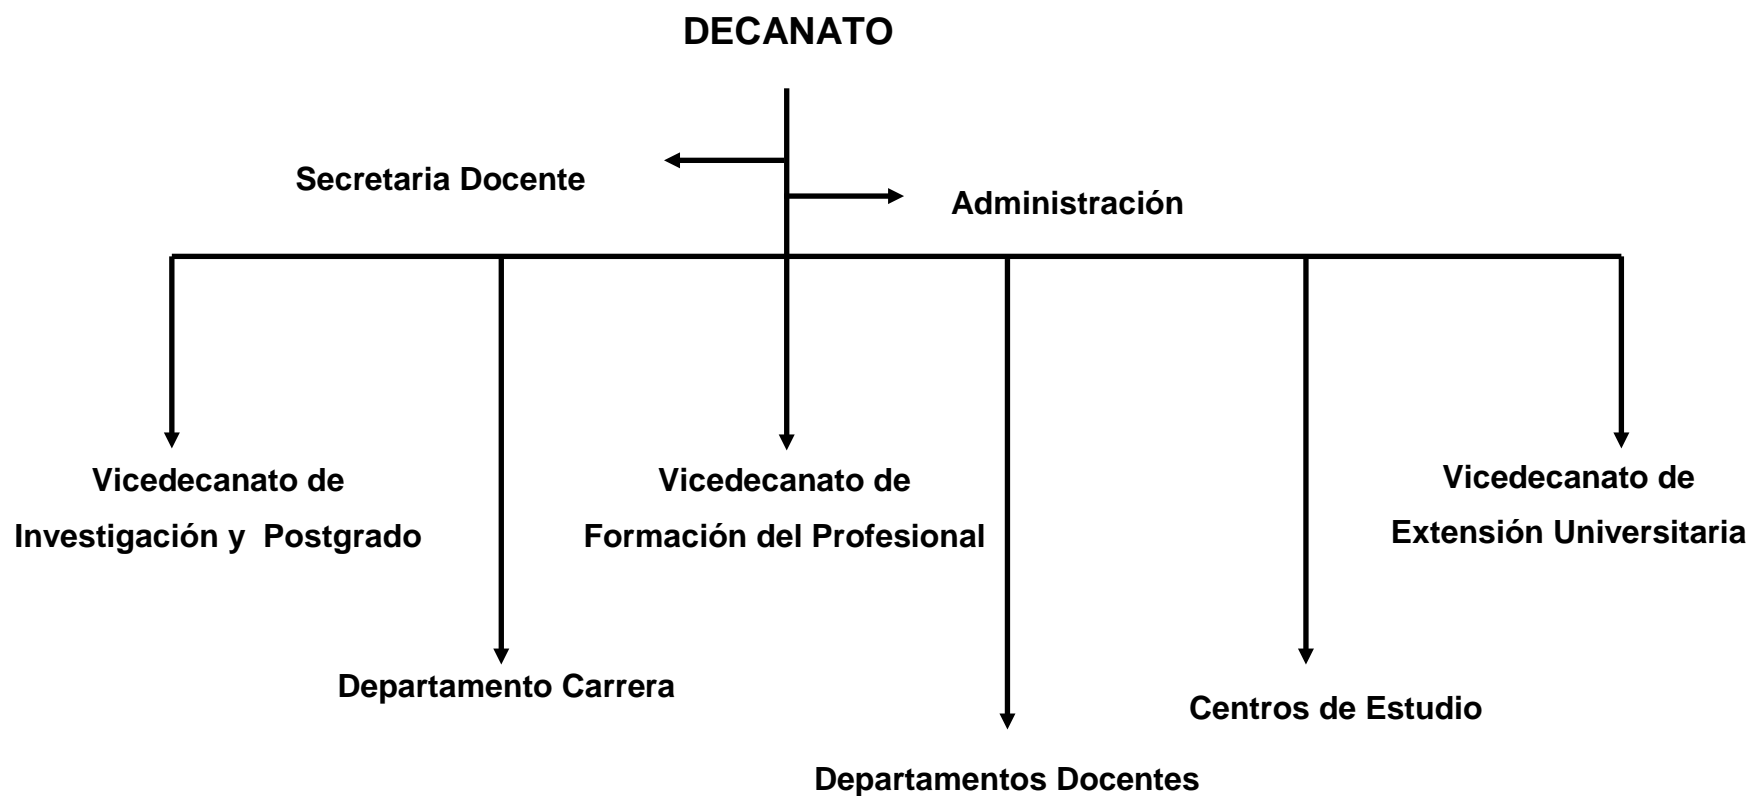 DECANATO
Secretaria Docente
Administración
Vicedecanato de
Investigación y Postgrado
Vicedecanato de
Formación del Profesional
Vicedecanato de
Extensión Universitaria
Departamento Carrera
Centros de Estudio
Departamentos Docentes